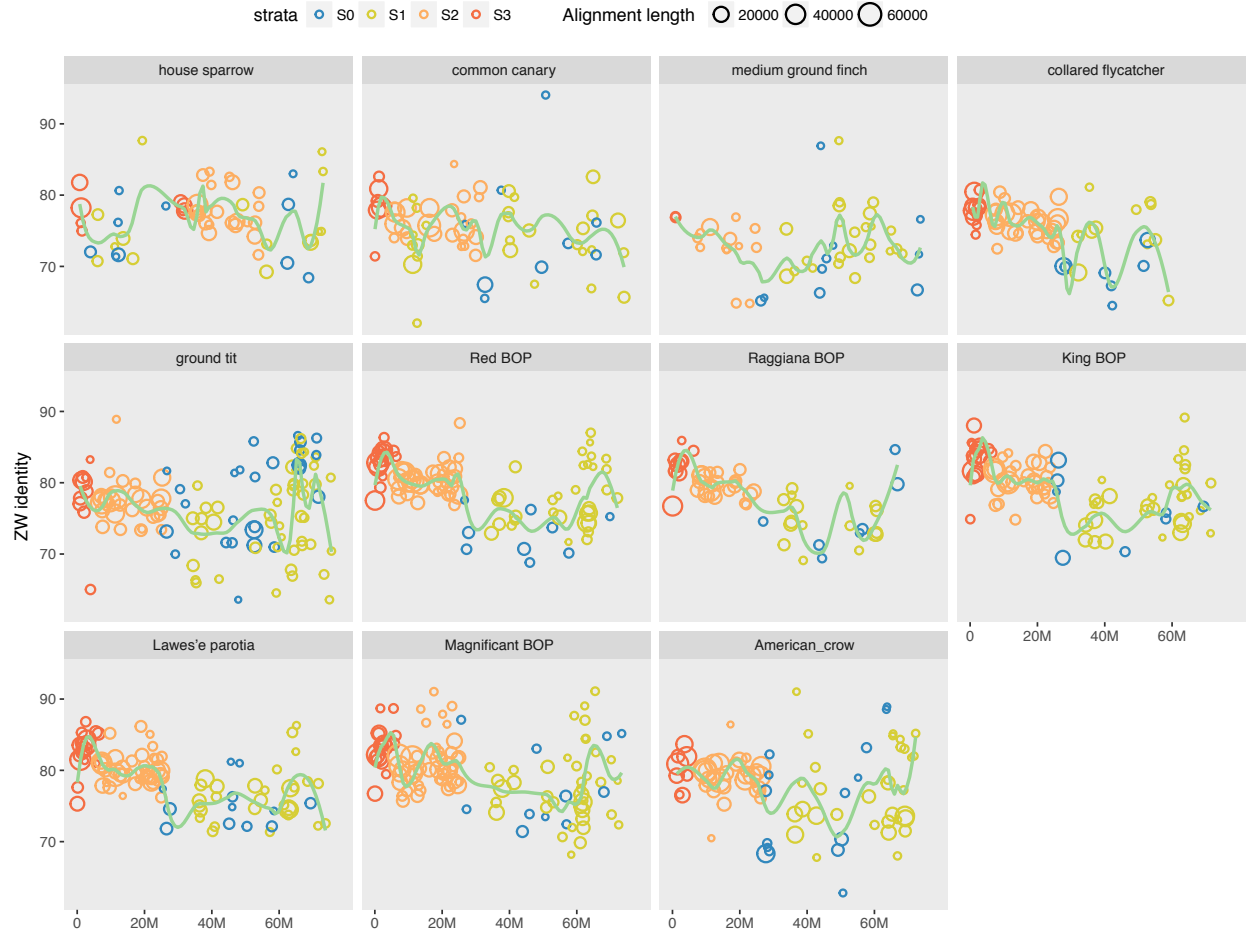 strata S0 S1 S2 S3 Alignment length 20000 40000 60000
house sparrow common canary medium ground finch collared flycatcher
90
80
70
ground tit Red BOP Raggiana BOP King BOP
90
80
70
ZW identity
0 20M 40M 60M
Lawes'e parotia Magnificant BOP American_crow
90
80
70
0 20M 40M 60M 0 20M 40M 60M 0 20M 40M 60M